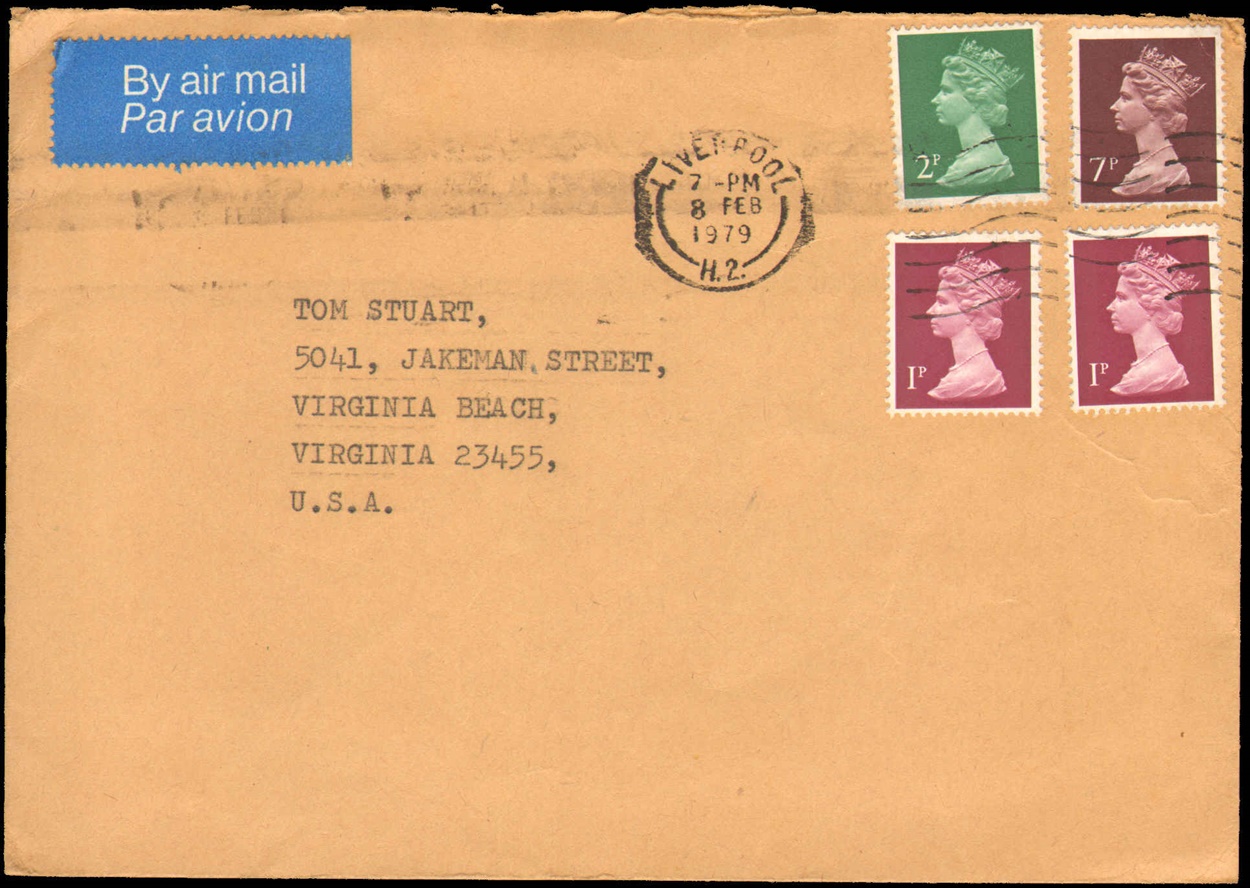 By air mail
Par avion
LIVERPOOL
7 -PM
8 FEB
1979
H.2.
2P
7P
1P
1P
TOM STUART,
5041, JAKEMAN STREET,
VIRGINIA BEACH,
VIRGINIA 23455,
U.S.A.